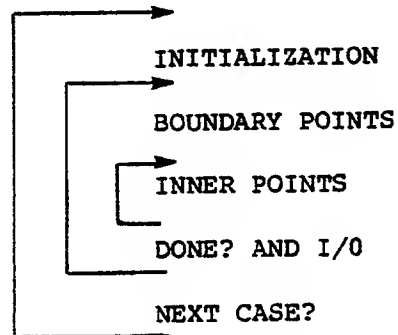 INITIALIZATION
BOUNDARY POINTS
INNER POINTS
DONE? AND I/O
NEXT CASE?